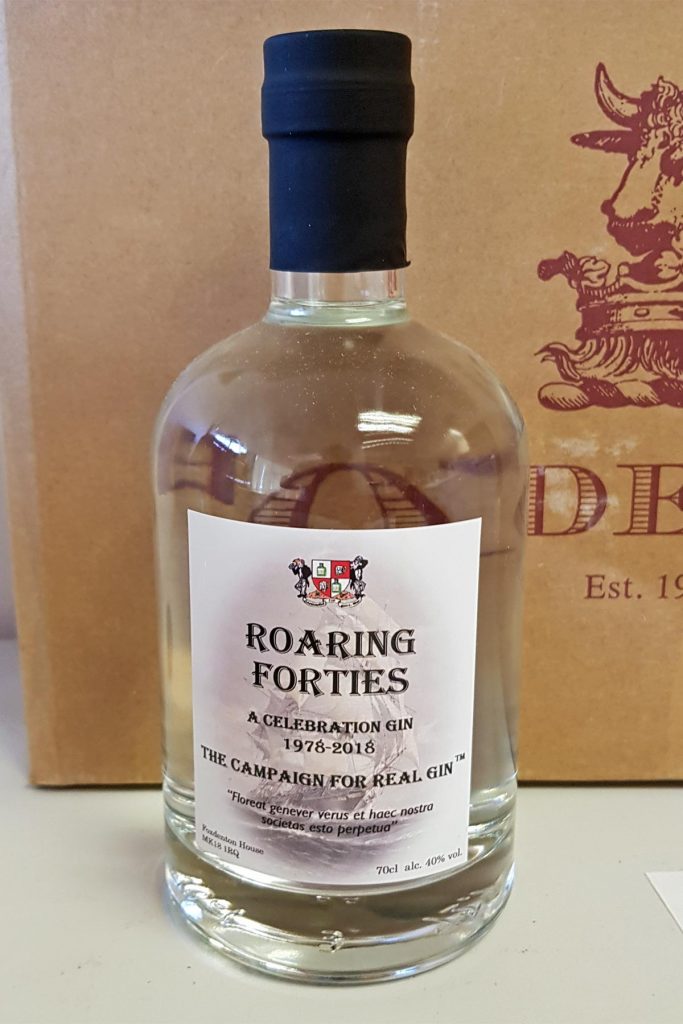 ROARING
FORTIES
A CELEBRATION GIN
1978-2018
THE CAMPAIGN FOR REAL GIN™
"Floreat genever verus et haec nostra
societas esto perpetua"
Foxdenton House
MK18 1RQ
70cl alc. 40% vol.
O DE
Est. 19